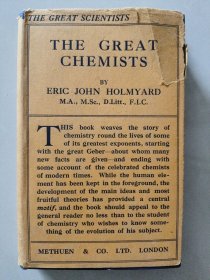 THE GREAT SCIENTISTS
THE GREAT
CHEMISTS
BY
ERIC JOHN HOLMYARD
M.A., M.Sc., D.Litt., F.I.C.
THIS book weaves the story of
chemistry round the lives of some
of its greatest exponents, starting
with the great Geber—about whom many
new facts are given—and ending with
some account of the celebrated chemists
of modern times. While the human ele-
ment has been kept in the foreground, the
development of the main ideas and most
fruitful theories has provided a central
motif, and the book should appeal to the
general reader no less than to the student
of chemistry who wishes to know some-
thing of the evolution of his subject.
METHUEN & CO. LTD. LONDON